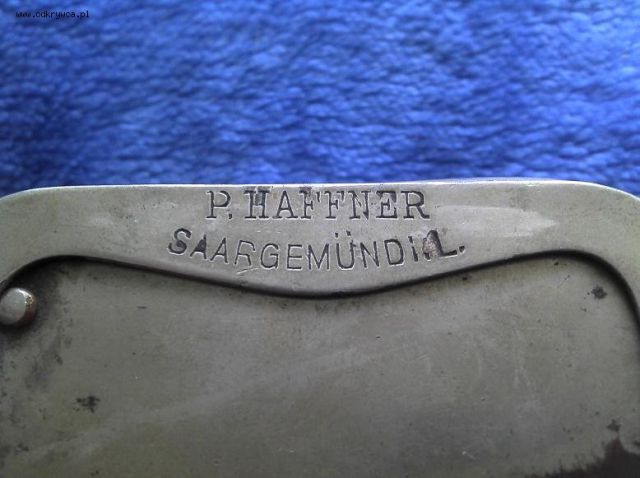 www.odkrywca.pl
P. HAFFNER
SAARGEMÜND i/L.